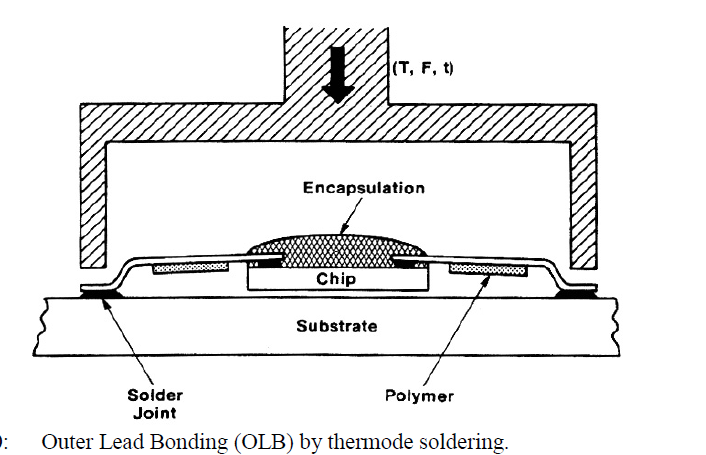 (T, F, t)
Encapsulation
Chip
Substrate
Solder
Joint
Polymer
: Outer Lead Bonding (OLB) by thermode soldering.